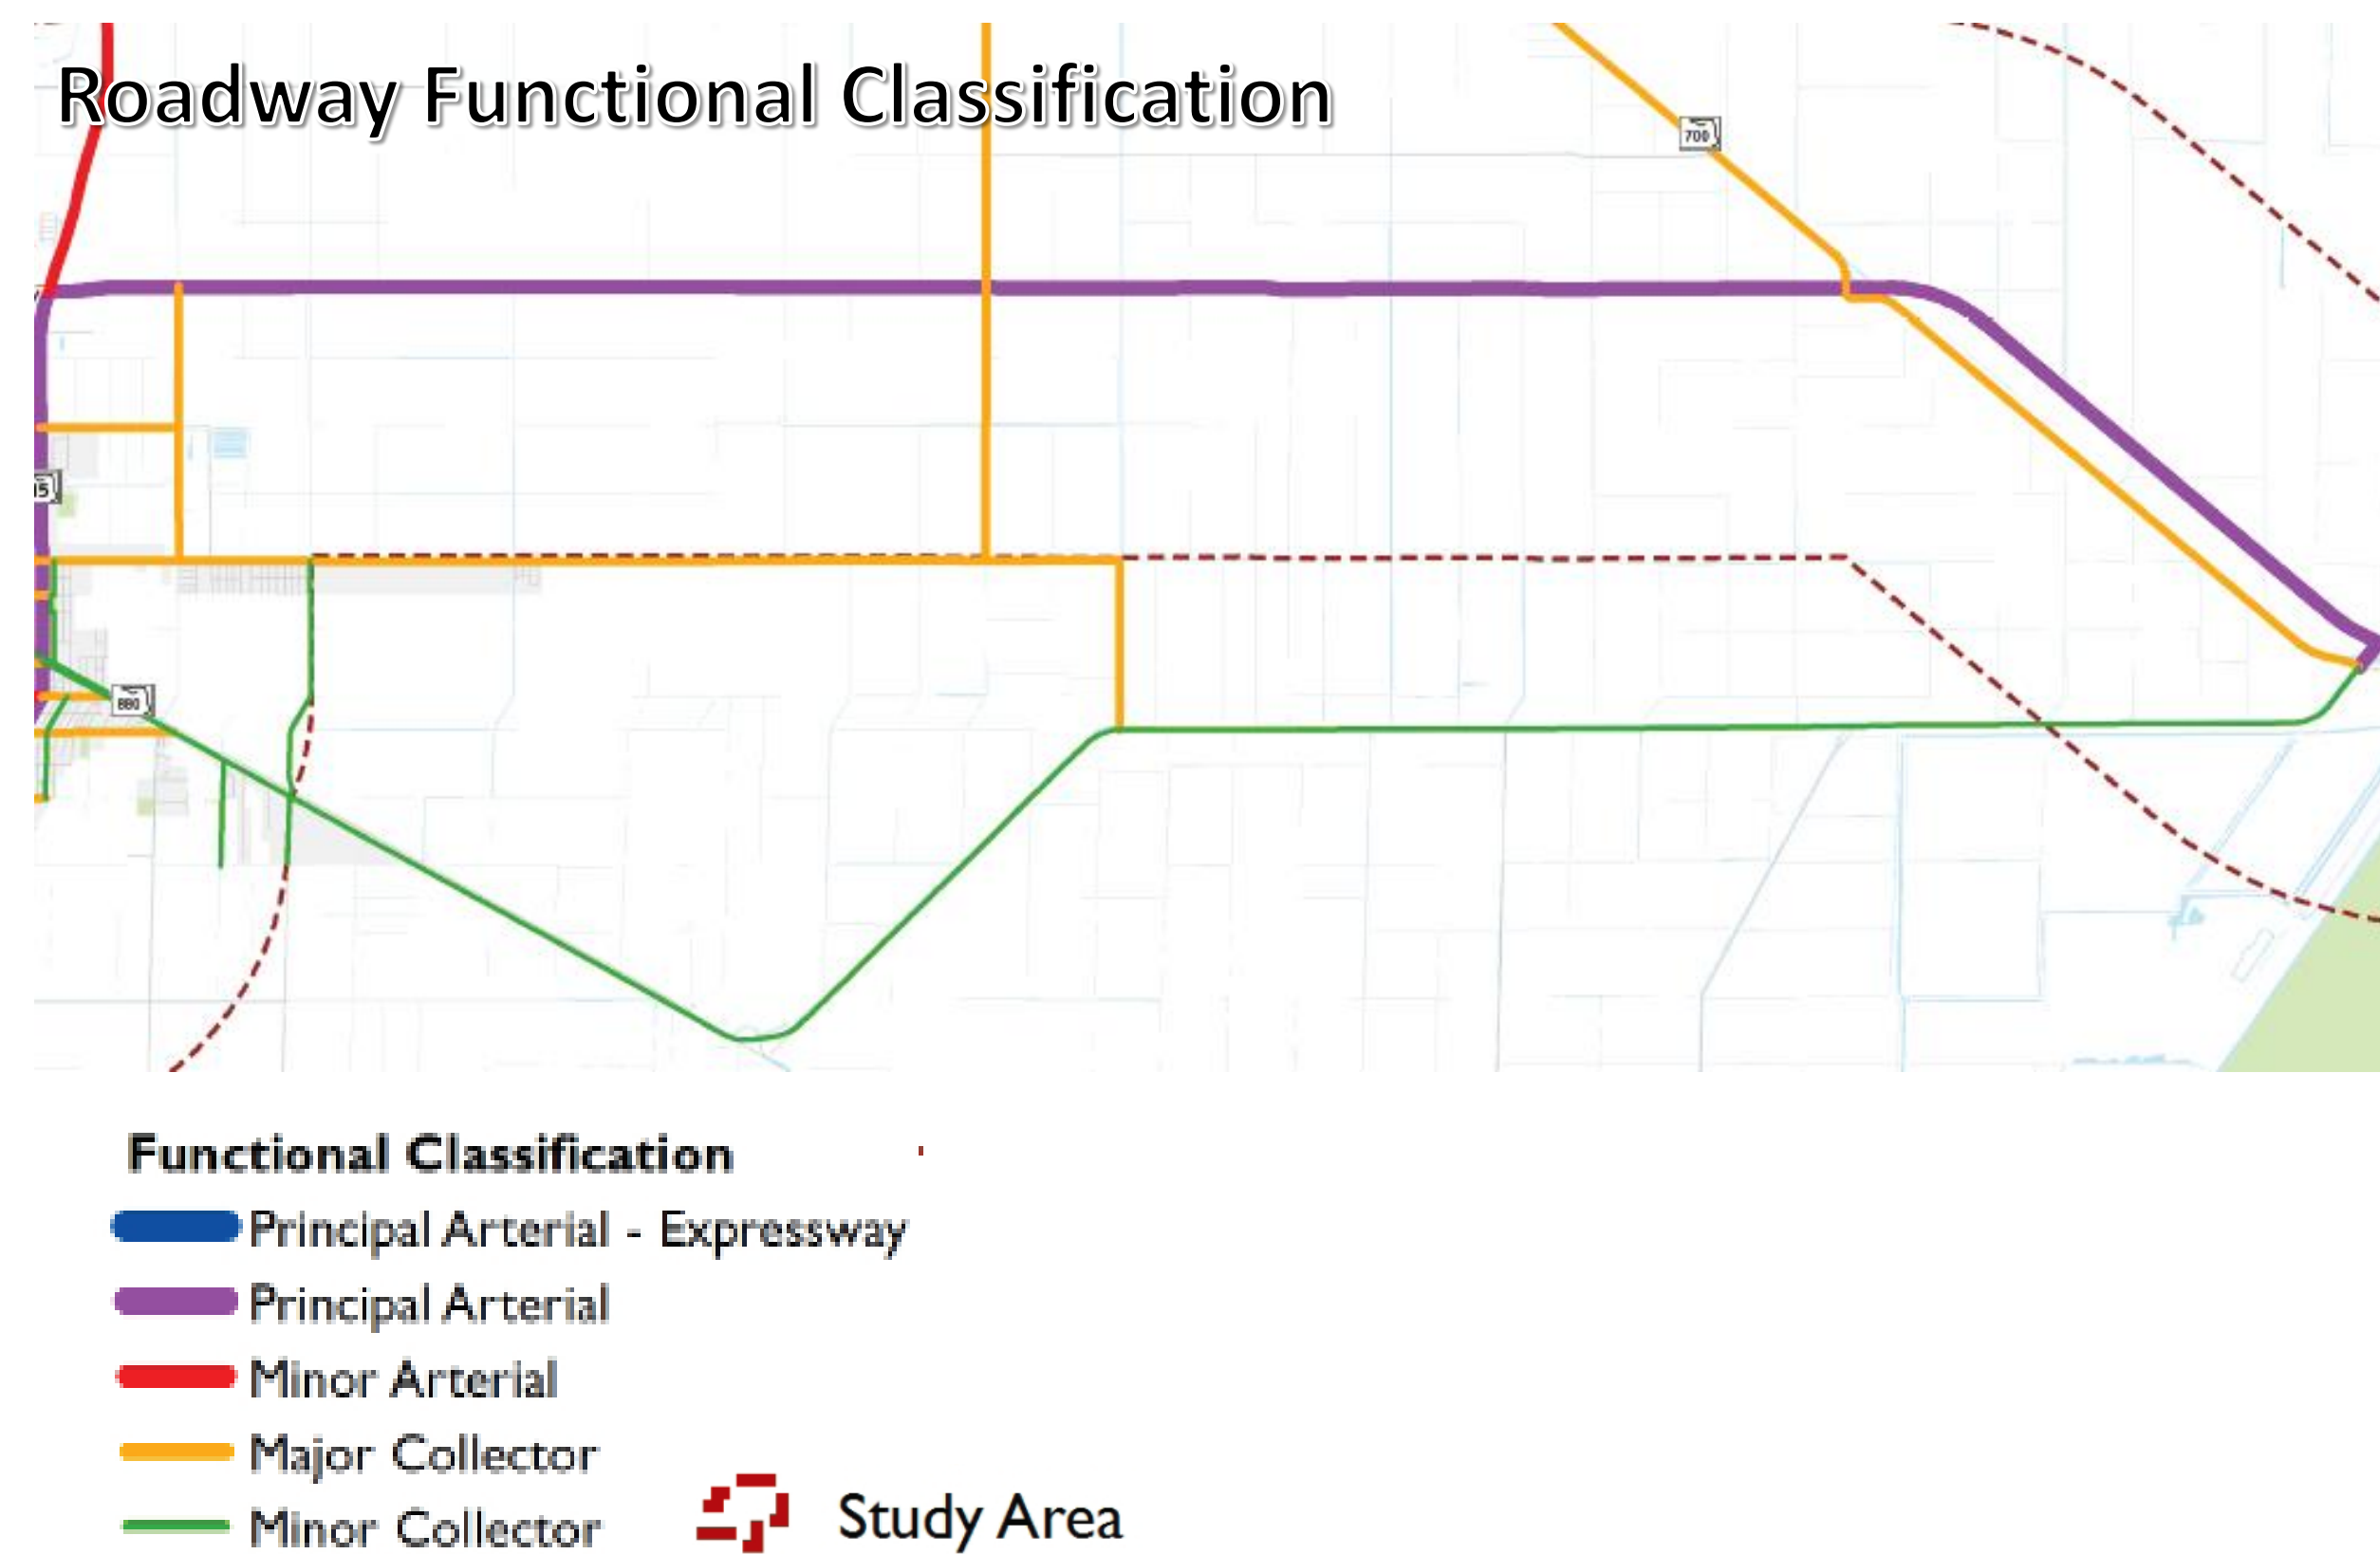 Roadway Functional Classification
700
15
880
Functional Classification
Principal Arterial - Expressway
Principal Arterial
Minor Arterial
Major Collector
Minor Collector
Study Area